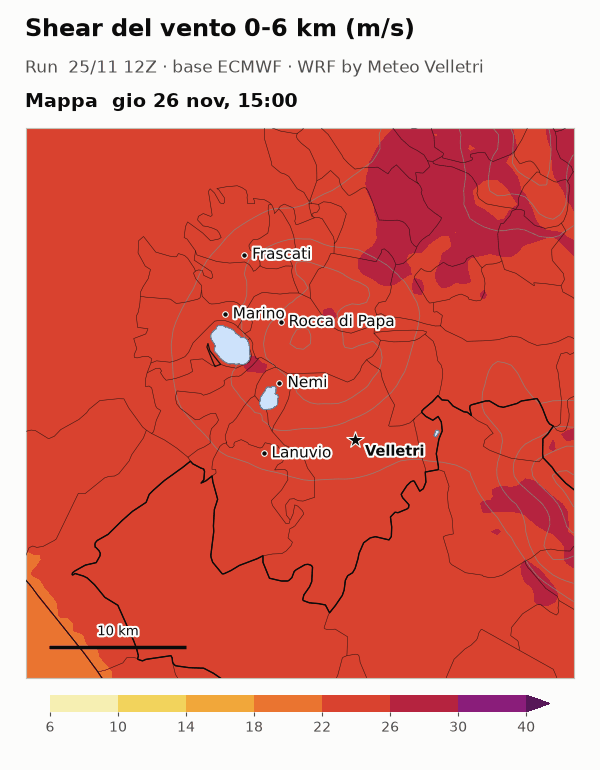 Shear del vento 0-6 km (m/s)
Run  25/11 12Z · base ECMWF · WRF by Meteo Velletri
Mappa  gio 26 nov, 15:00
Frascati
Marino
Rocca di Papa
Nemi
Velletri
Lanuvio
10 km
6 10 14 18 22 26 30 40